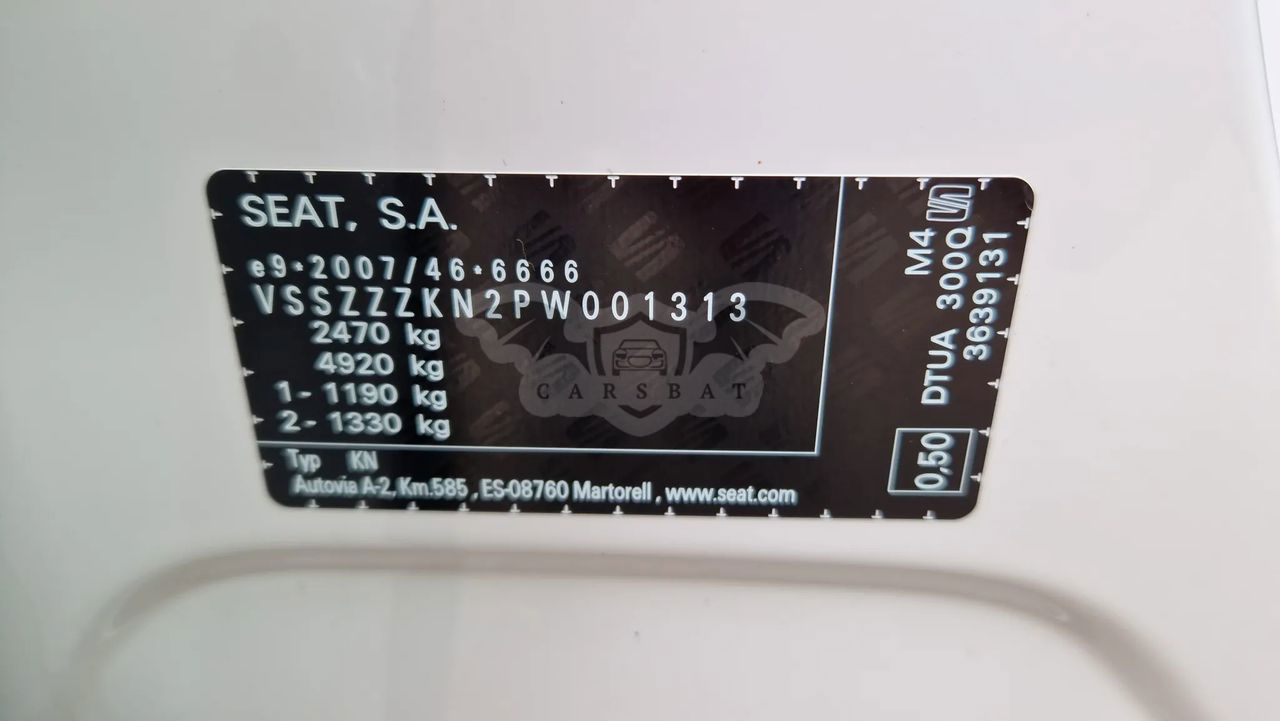 SEAT, S.A.
e9*2007/46*6666
VSSZZZKN2PW001313
2470 kg
4920 kg
1- 1190 kg
2- 1330 kg
Typ KN
Autovia A-2, Km.585, ES-08760 Martorell, www.seat.com
M4
DTUA 300Q
3639131
0,50
CARSBAT